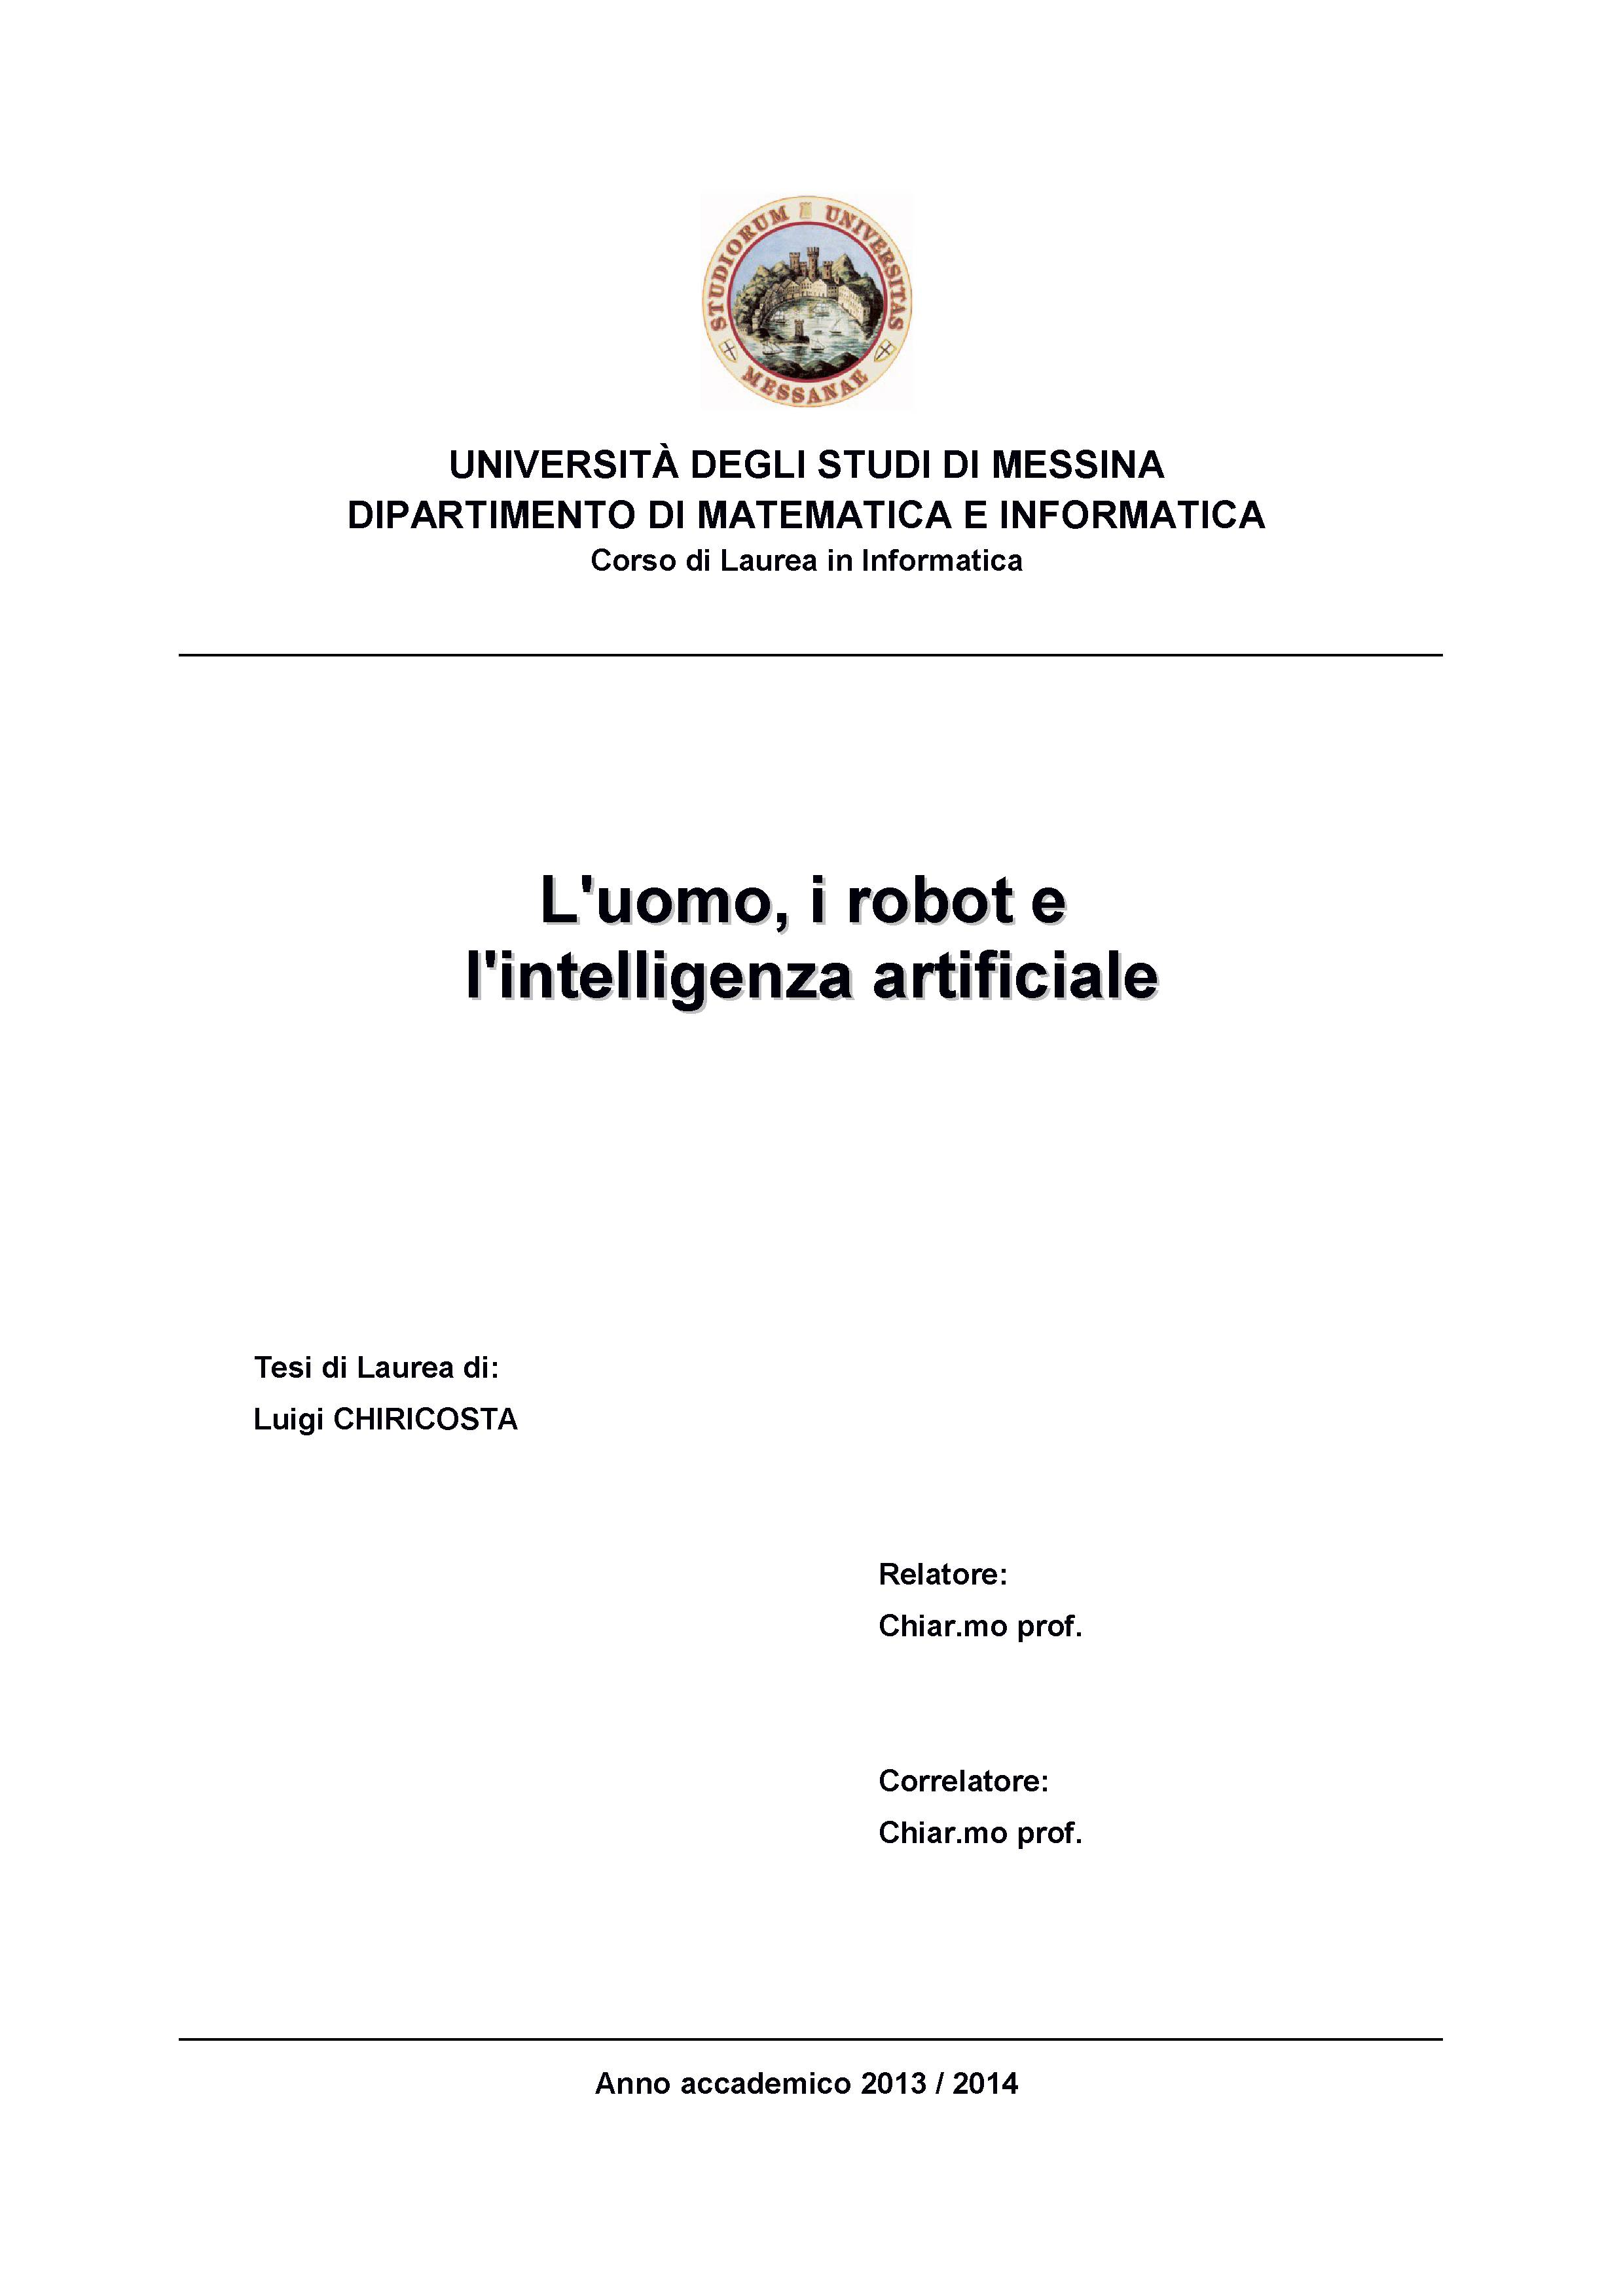 STUDIORUM UNIVERSITAS
MESSANAE
UNIVERSITÀ DEGLI STUDI DI MESSINA
DIPARTIMENTO DI MATEMATICA E INFORMATICA
Corso di Laurea in Informatica
L'uomo, i robot e
l'intelligenza artificiale
Tesi di Laurea di:
Luigi CHIRICOSTA
Relatore:
Chiar.mo prof.
Correlatore:
Chiar.mo prof.
Anno accademico 2013 / 2014